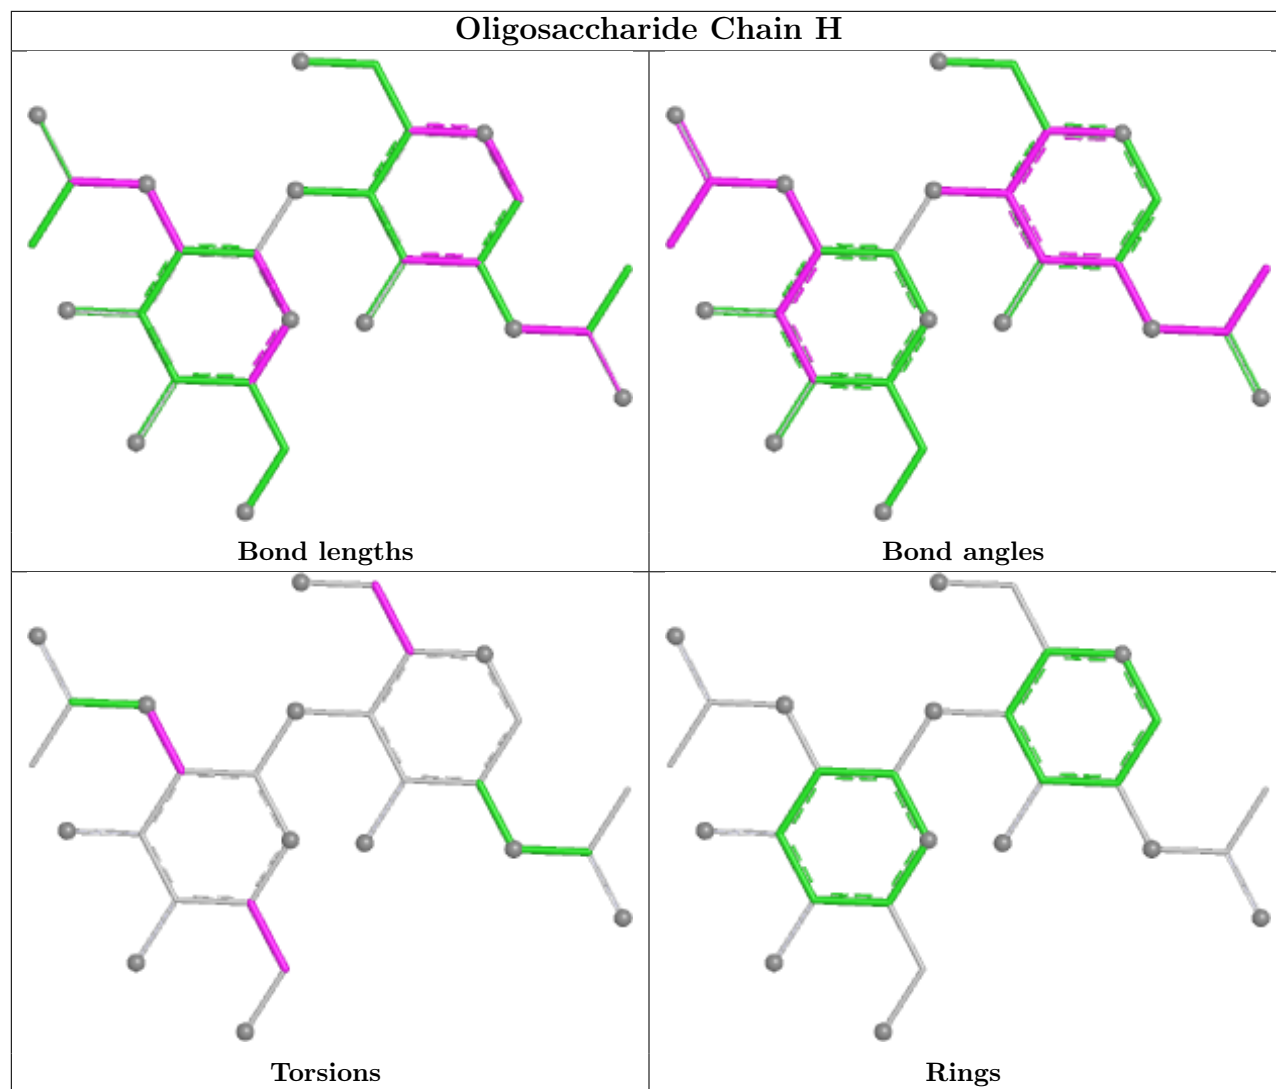 Oligosaccharide Chain H
Bond lengths
Bond angles
Torsions
Rings